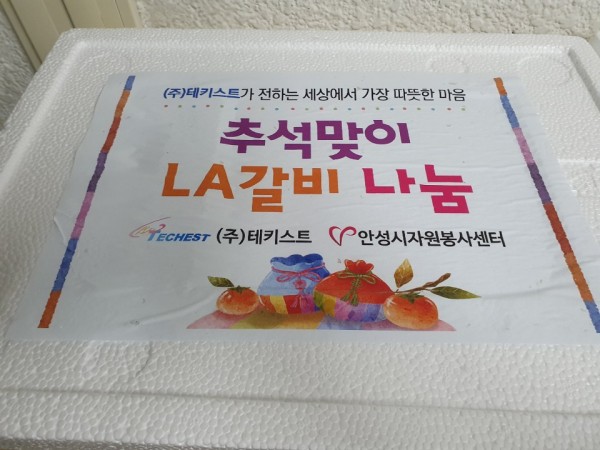 (주)테키스트가 전하는 세상에서 가장 따뜻한 마음
추석맞이
LA갈비 나눔
TECHEST (주)테키스트 안성시자원봉사센터